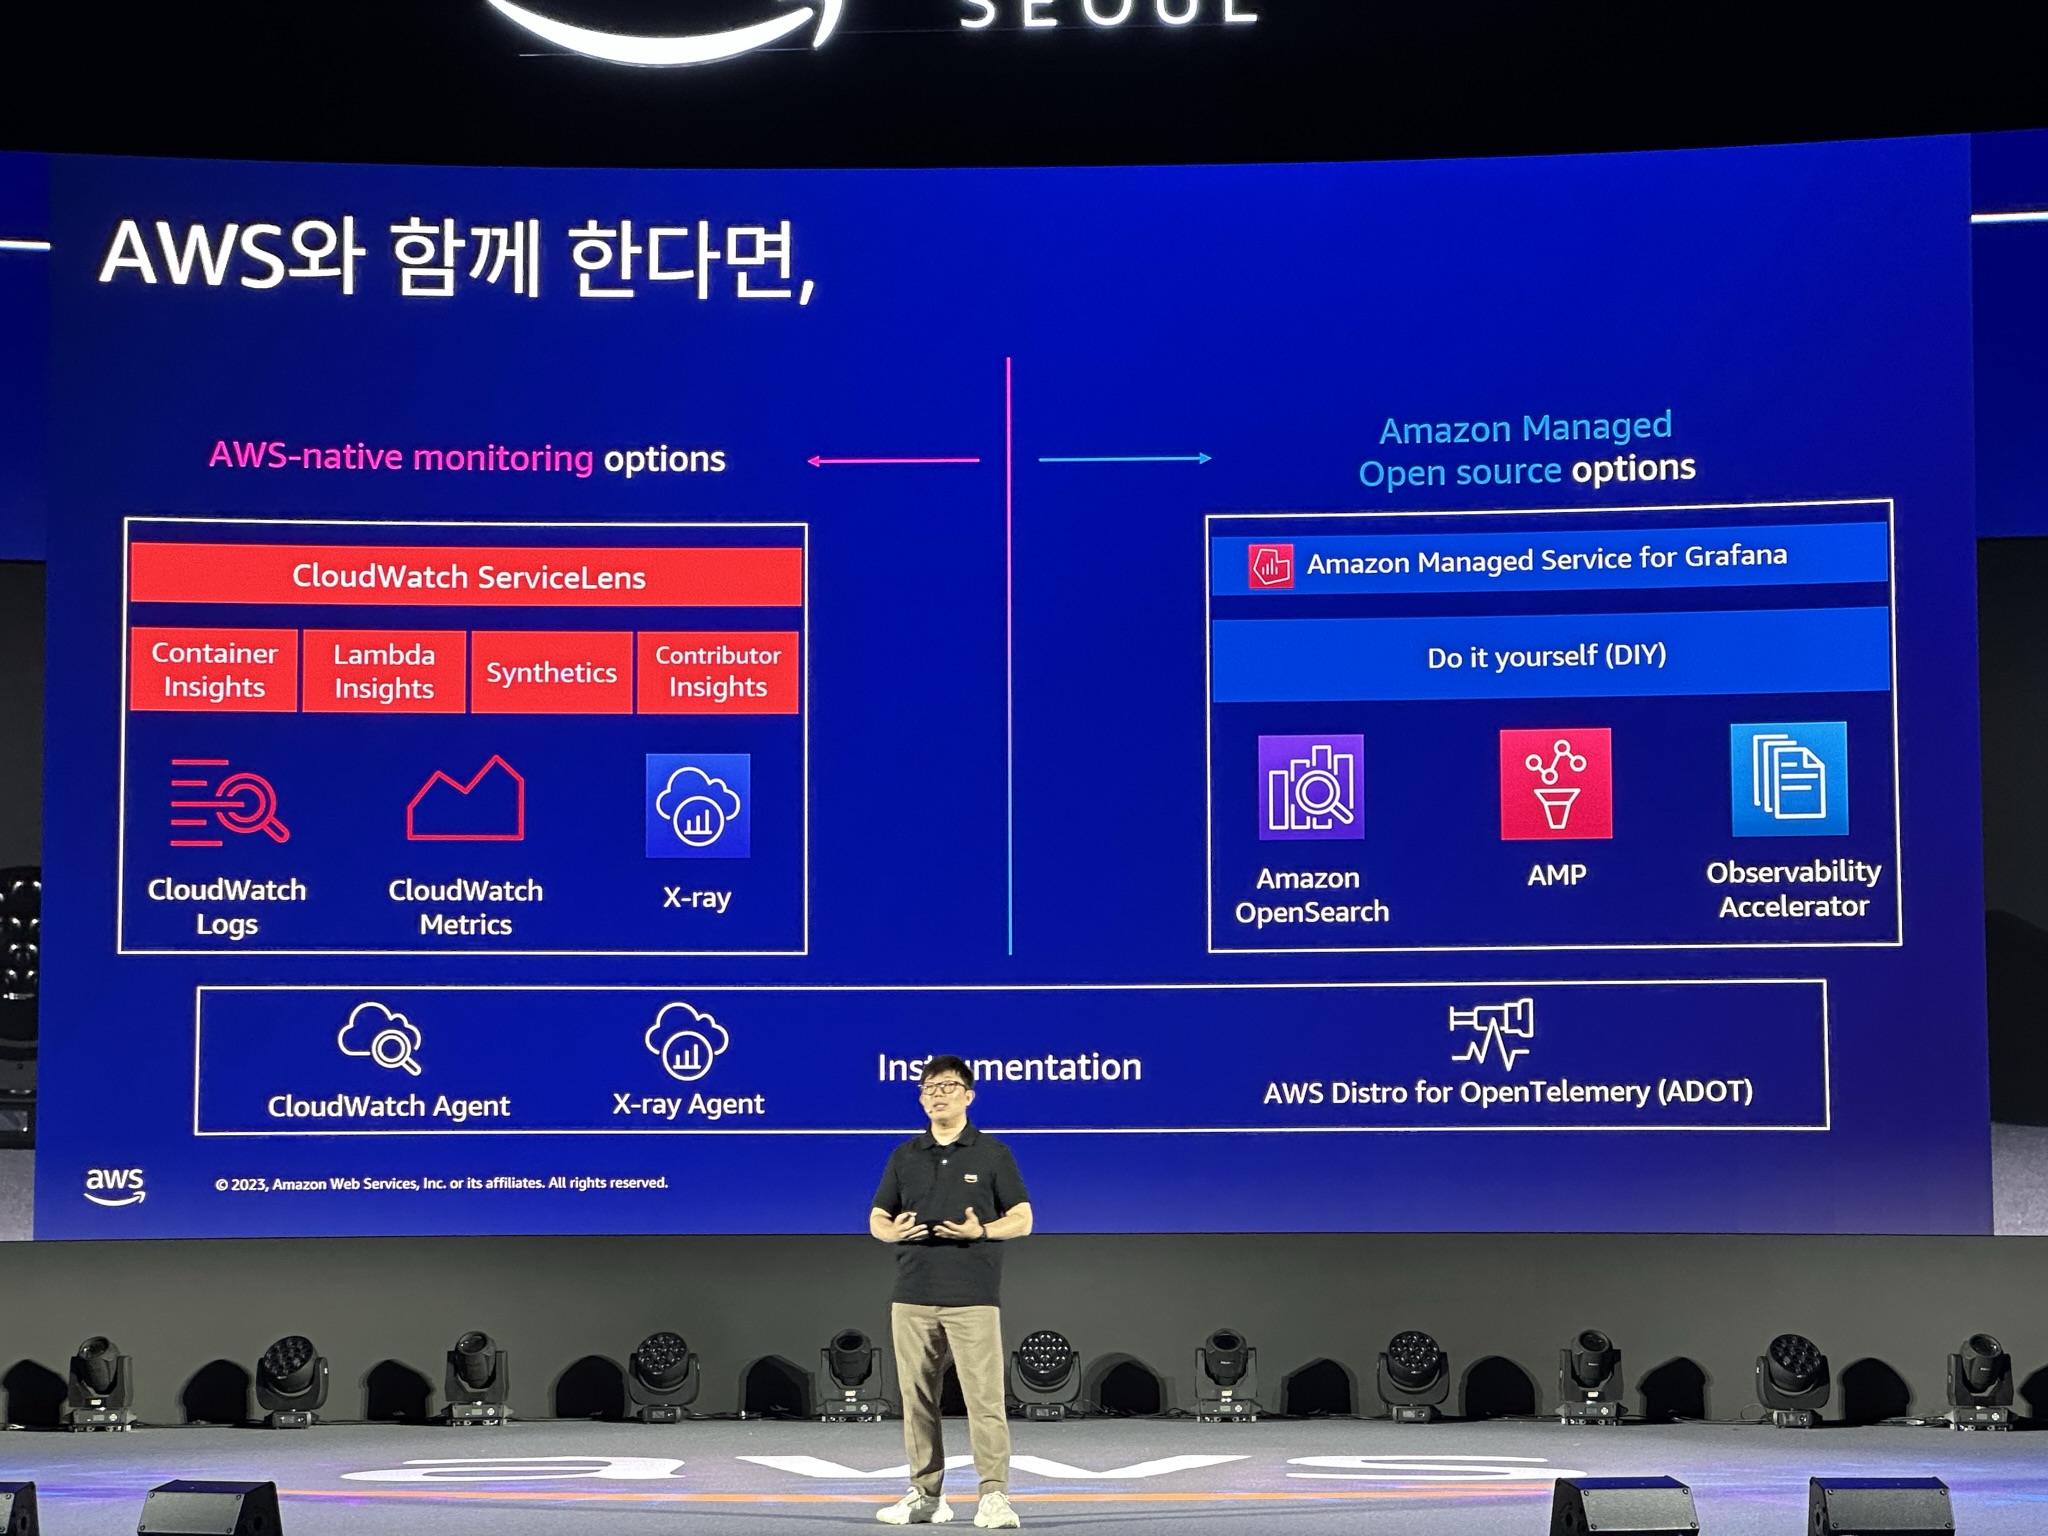 SEOUL
AWS와 함께 한다면,
AWS-native monitoring options
CloudWatch ServiceLens
Container
Insights
Lambda
Insights
Synthetics
Contributor
Insights
CloudWatch
Logs
CloudWatch
Metrics
X-ray
Amazon Managed
Open source options
Amazon Managed Service for Grafana
Do it yourself (DIY)
Amazon
OpenSearch
AMP
Observability
Accelerator
CloudWatch Agent
X-ray Agent
Instrumentation
AWS Distro for OpenTelemery (ADOT)
aws
© 2023, Amazon Web Services, Inc. or its affiliates. All rights reserved.
aws
aws